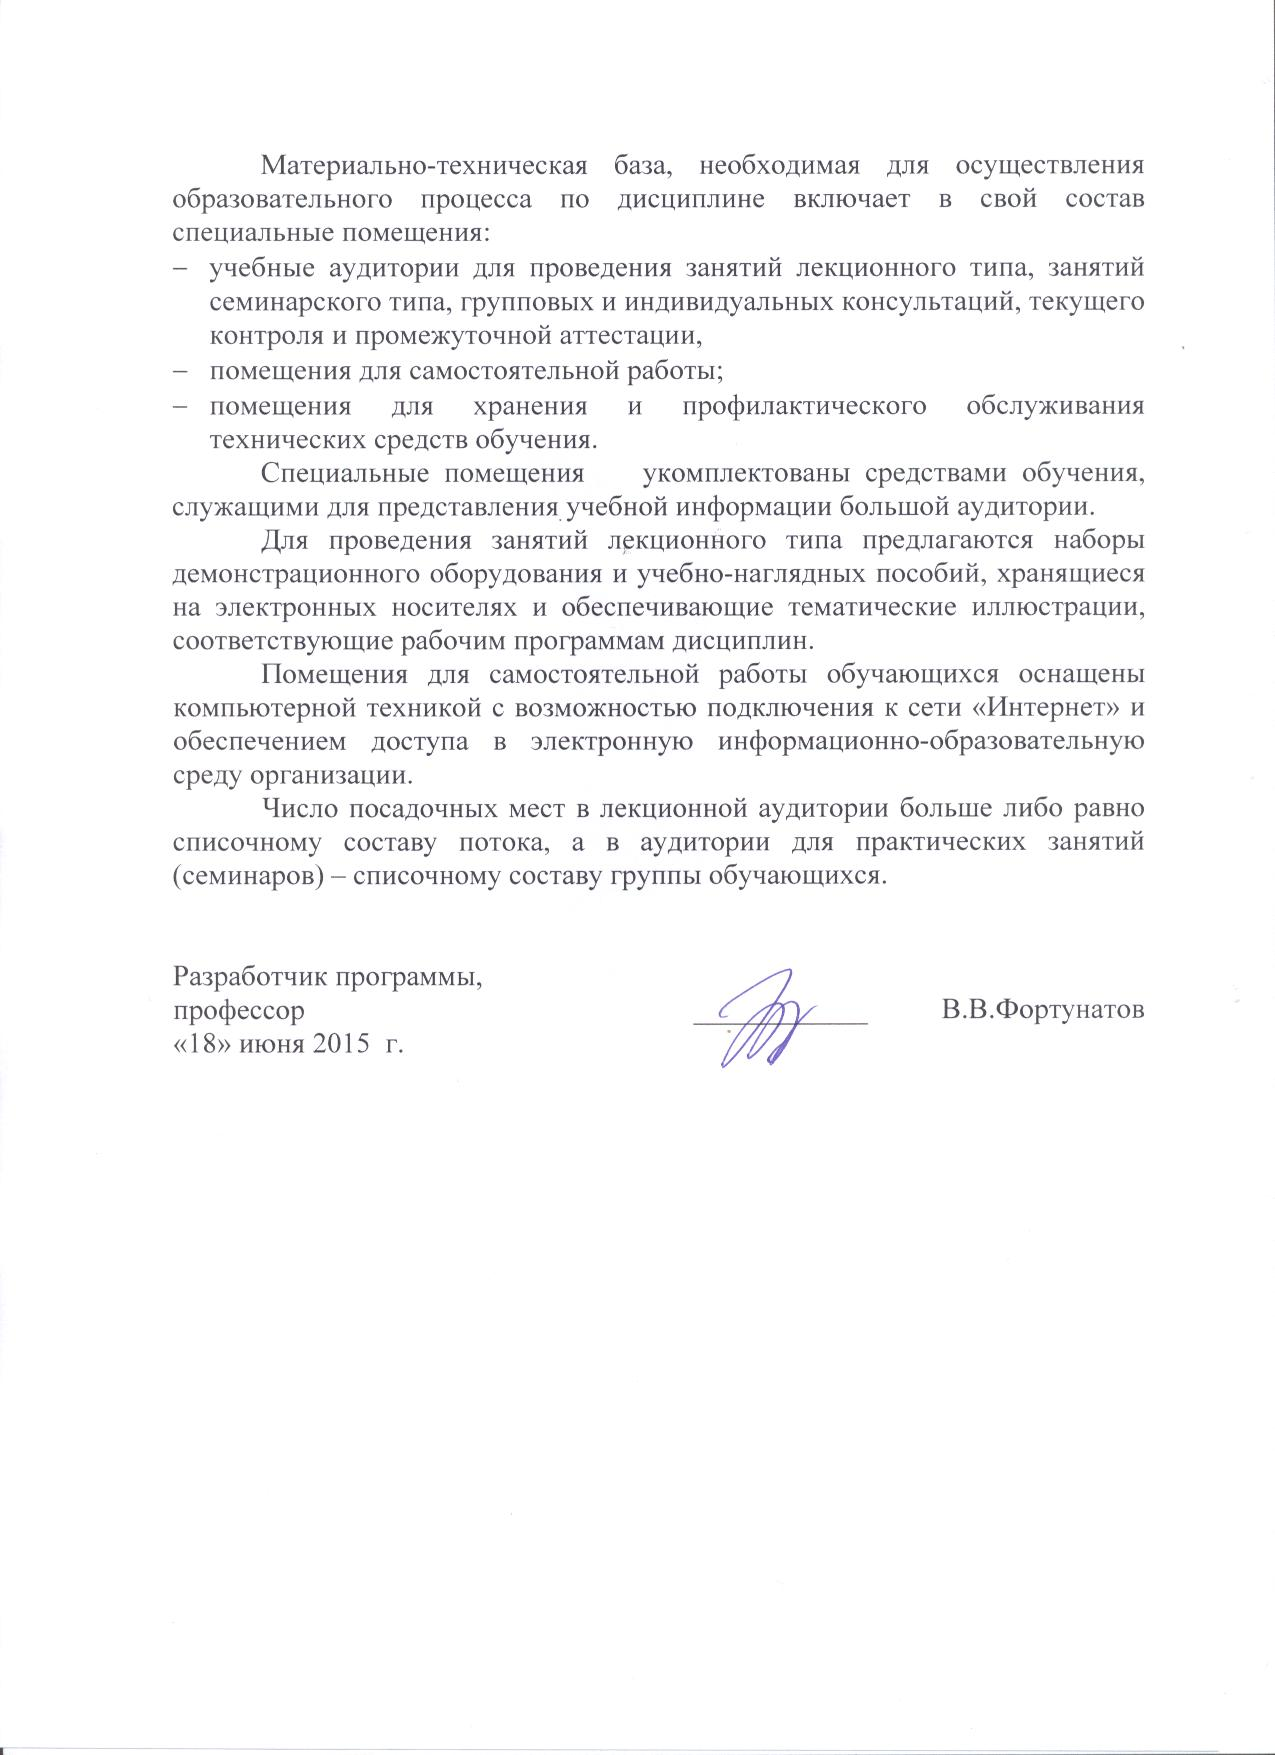 Материально-техническая база, необходимая для осуществления
образовательного процесса по дисциплине включает в свой состав
специальные помещения:
− учебные аудитории для проведения занятий лекционного типа, занятий
семинарского типа, групповых и индивидуальных консультаций, текущего
контроля и промежуточной аттестации,
− помещения для самостоятельной работы;
− помещения для хранения и профилактического обслуживания
технических средств обучения.
Специальные помещения укомплектованы средствами обучения,
служащими для представления учебной информации большой аудитории.
Для проведения занятий лекционного типа предлагаются наборы
демонстрационного оборудования и учебно-наглядных пособий, хранящиеся
на электронных носителях и обеспечивающие тематические иллюстрации,
соответствующие рабочим программам дисциплин.
Помещения для самостоятельной работы обучающихся оснащены
компьютерной техникой с возможностью подключения к сети «Интернет» и
обеспечением доступа в электронную информационно-образовательную
среду организации.
Число посадочных мест в лекционной аудитории больше либо равно
списочному составу потока, а в аудитории для практических занятий
(семинаров) – списочному составу группы обучающихся.
Разработчик программы,
профессор ____________ В.В.Фортунатов
«18» июня 2015 г.